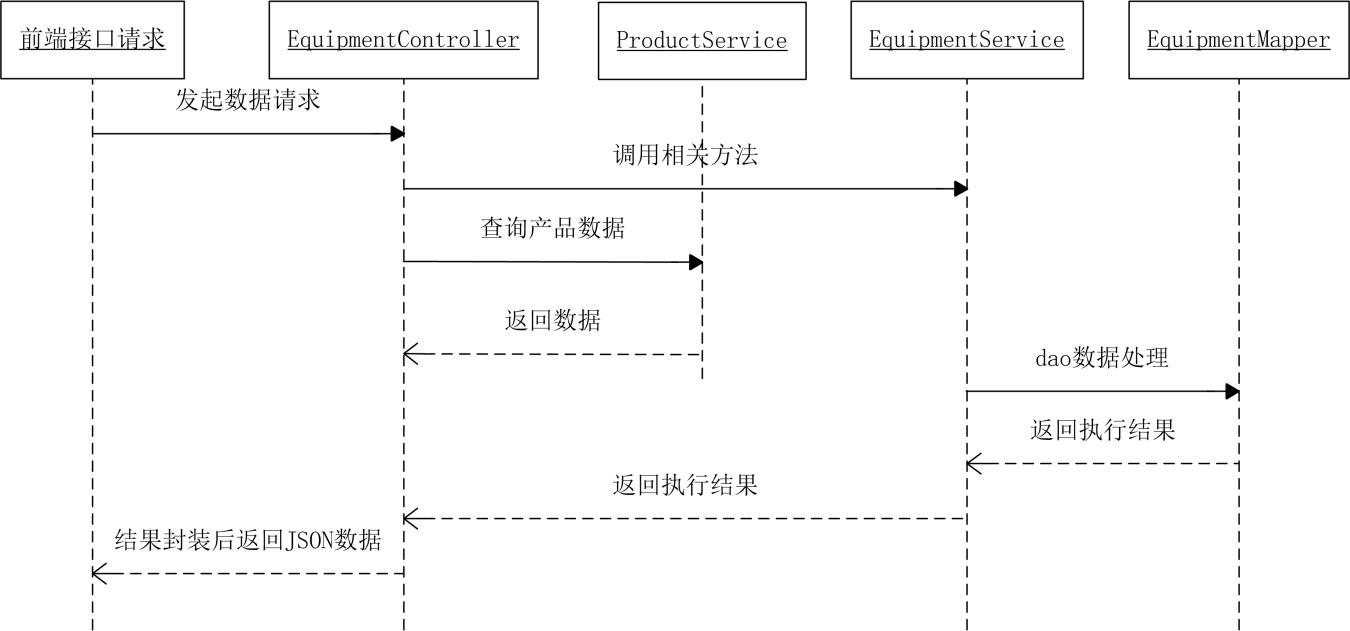 前端接口请求
EquipmentController
ProductService
EquipmentService
EquipmentMapper
发起数据请求
调用相关方法
查询产品数据
返回数据
dao数据处理
返回执行结果
返回执行结果
结果封装后返回JSON数据